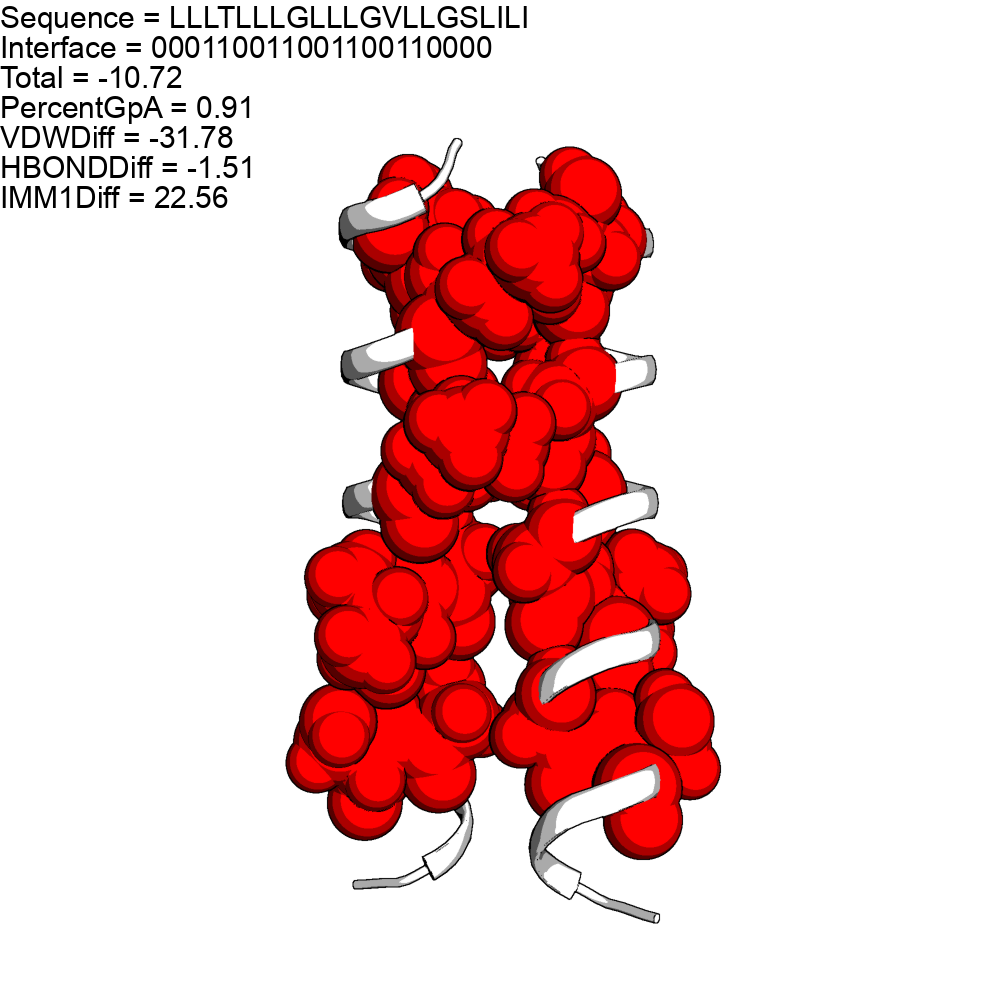 Sequence = LLLTLLLGLLLGVLLGSLILI
Interface = 000110011001100110000
Total = -10.72
PercentGpA = 0.91
VDWDiff = -31.78
HBONDDiff = -1.51
IMM1Diff = 22.56